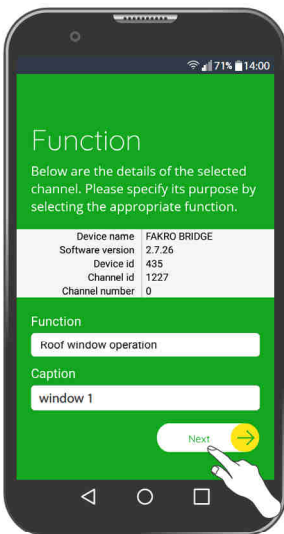 71% 14:00
Function
Below are the details of the selected
channel. Please specify its purpose by
selecting the appropriate function.
Device name FAKRO BRIDGE
Software version 2.7.26
Device id 435
Channel id 1227
Channel number 0
Function
Roof window operation
Caption
window 1
Next